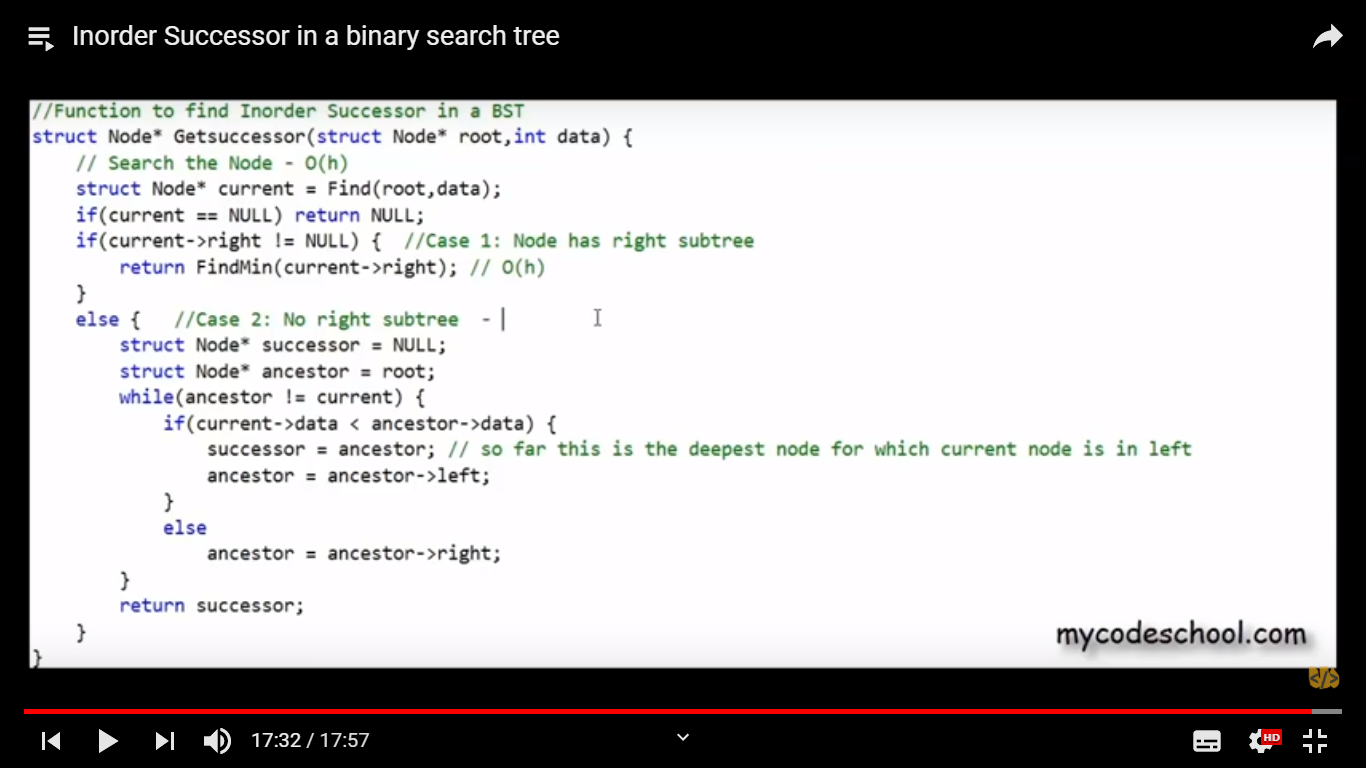 Inorder Successor in a binary search tree
//Function to find Inorder Successor in a BST
struct Node* Getsuccessor(struct Node* root,int data) {
    // Search the Node - O(h)
    struct Node* current = Find(root,data);
    if(current == NULL) return NULL;
    if(current->right != NULL) {  //Case 1: Node has right subtree
        return FindMin(current->right); // O(h)
    }
    else {   //Case 2: No right subtree  -
        struct Node* successor = NULL;
        struct Node* ancestor = root;
        while(ancestor != current) {
            if(current->data < ancestor->data) {
                successor = ancestor; // so far this is the deepest node for which current node is in left
                ancestor = ancestor->left;
            }
            else
                ancestor = ancestor->right;
        }
        return successor;
    }
}
mycodeschool.com
</>
17:32 / 17:57
HD